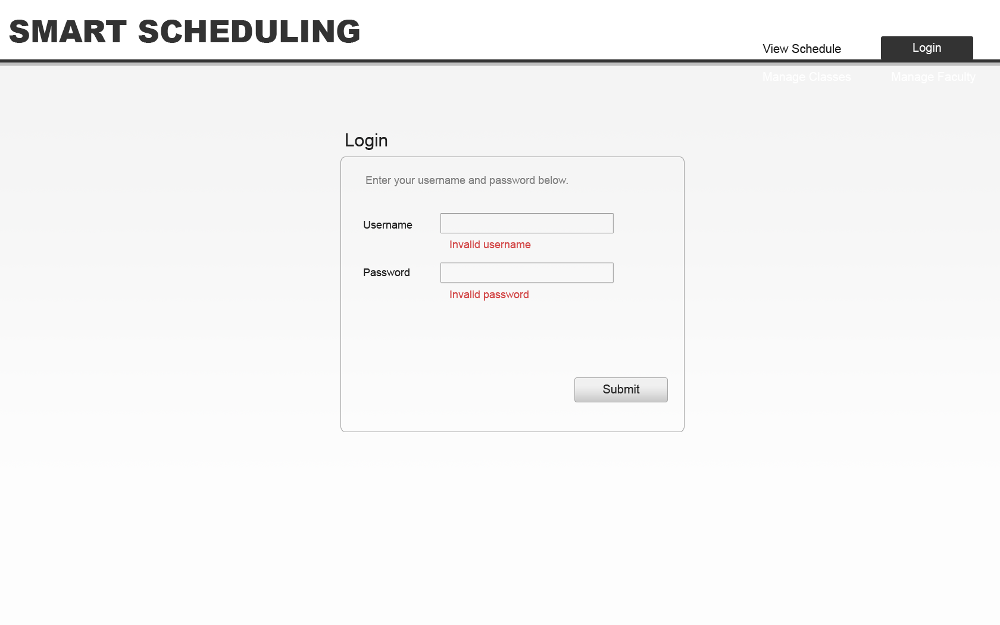 SMART SCHEDULING
View Schedule
Login
Manage Classes
Manage Faculty
Login
Enter your username and password below.
Username
Invalid username
Password
Invalid password
Submit